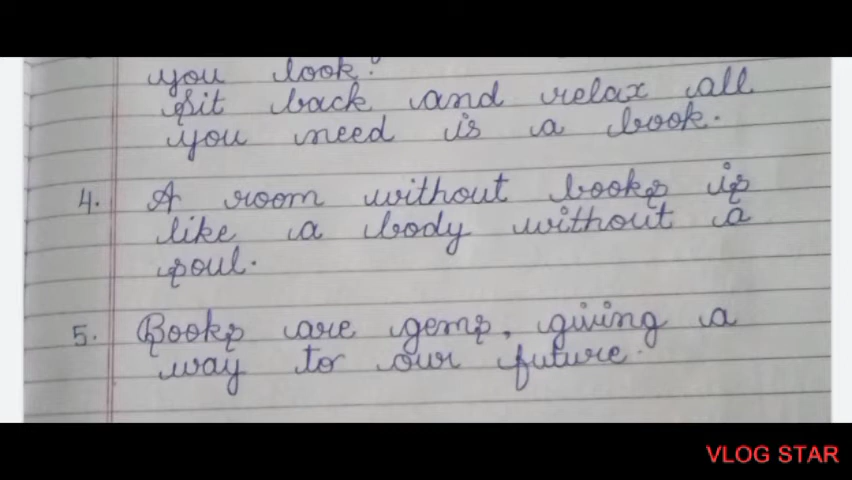 you look?
Sit back and relax all
you need is a book.
4. A room without books is
like a body without a
soul.
5. Books are gems, giving a
way to our future.
VLOG STAR